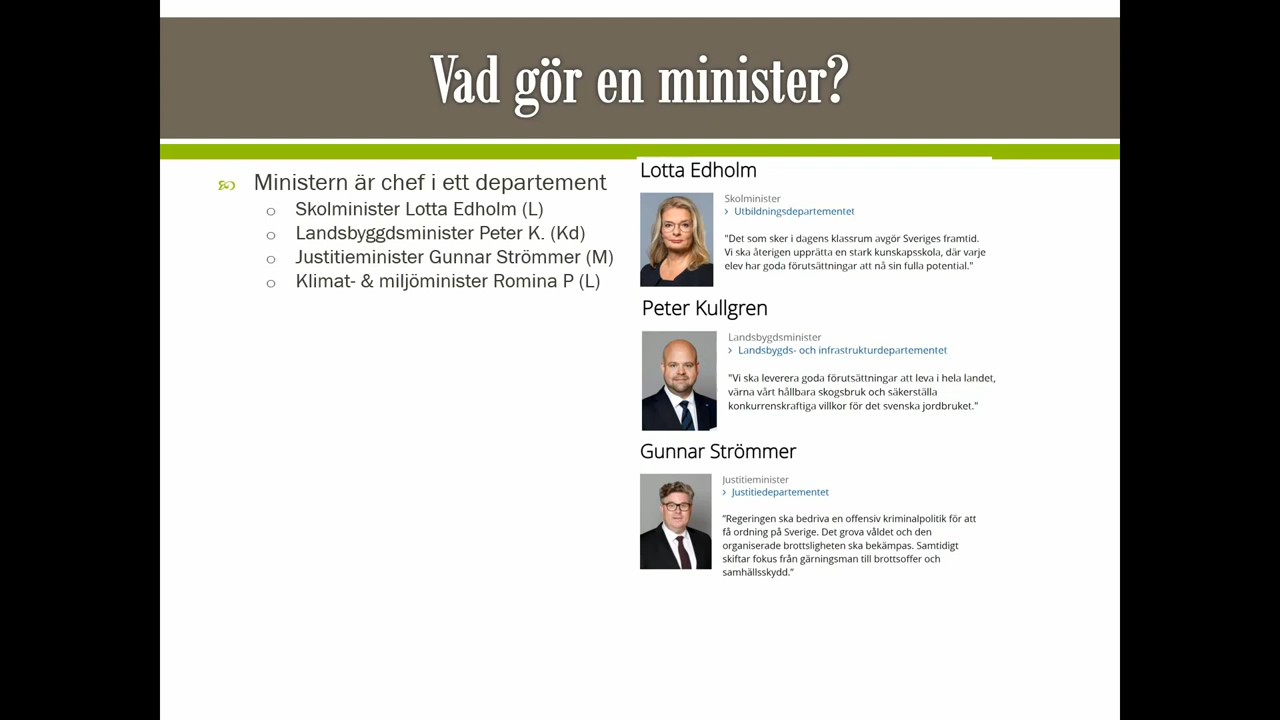 Vad gör en minister?
Ministern är chef i ett departement
Skolminister Lotta Edholm (L)
Landsbyggdsminister Peter K. (Kd)
Justitieminister Gunnar Strömmer (M)
Klimat- & miljöminister Romina P (L)
Lotta Edholm
Skolminister
Utbildningsdepartementet
"Det som sker i dagens klassrum avgör Sveriges framtid.
Vi ska återigen upprätta en stark kunskapsskola, där varje
elev har goda förutsättningar att nå sin fulla potential."
Peter Kullgren
Landsbygdsminister
Landsbygds- och infrastrukturdepartementet
"Vi ska leverera goda förutsättningar att leva i hela landet,
värna vårt hållbara skogsbruk och säkerställa
konkurrenskraftiga villkor för det svenska jordbruket."
Gunnar Strömmer
Justitieminister
Justitiedepartementet
"Regeringen ska bedriva en offensiv kriminalpolitik för att
få ordning på Sverige. Det grova våldet och den
organiserade brottsligheten ska bekämpas. Samtidigt
skiftar fokus från gärningsman till brottsoffer och
samhällsskydd."